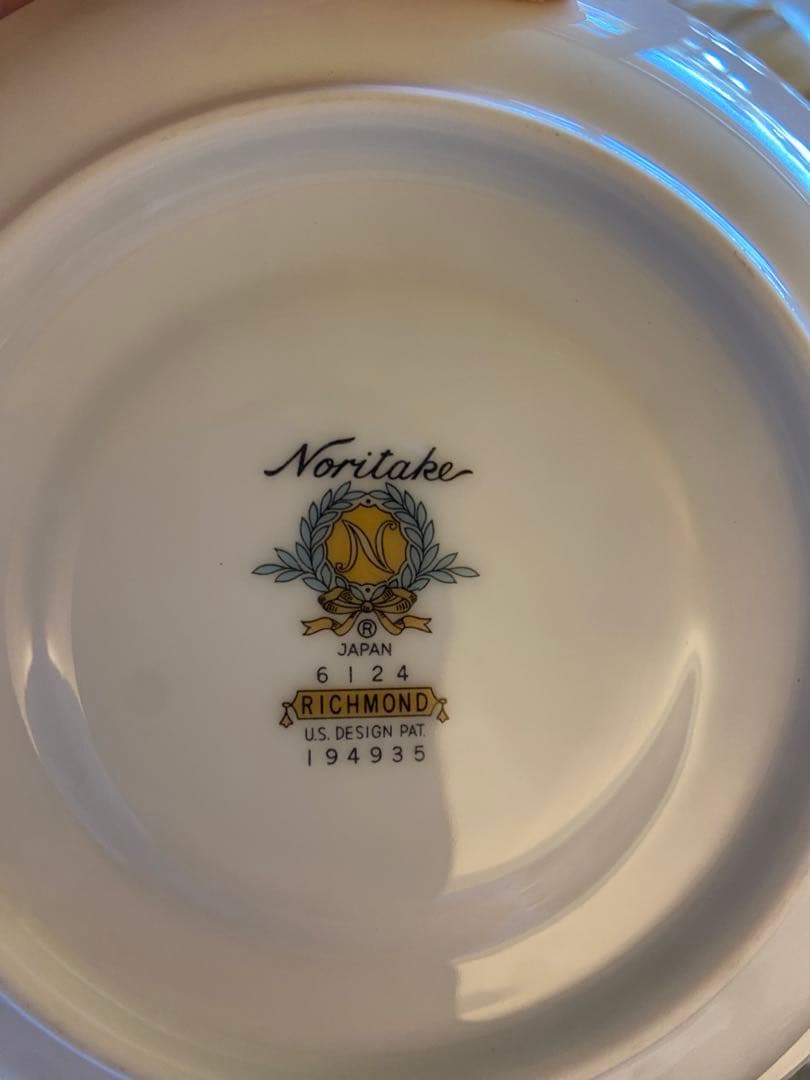 Noritake
N
®
JAPAN
6124
RICHMOND
U.S. DESIGN PAT.
194935